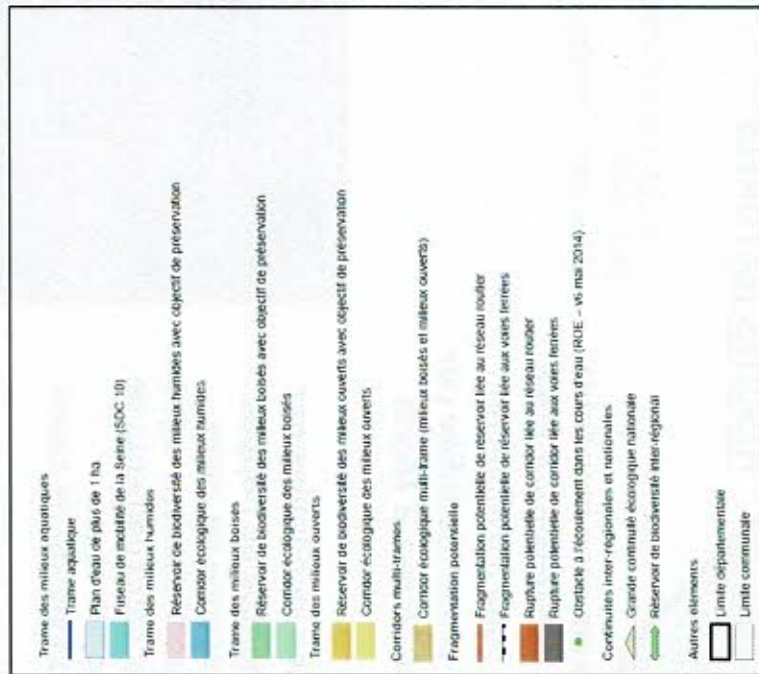 Trame des milieux aquatiques
Trame aquatique
Plan d'eau de plus de 1 ha
Fuseau de mobilité de la Seine (SDC 10)
Trame des milieux humides
Réservoir de biodiversité des milieux humides avec objectif de préservation
Corridor écologique des milieux humides
Trame des milieux boisés
Réservoir de biodiversité des milieux boisés avec objectif de préservation
Corridor écologique des milieux boisés
Trame des milieux ouverts
Réservoir de biodiversité des milieux ouverts avec objectif de préservation
Corridor écologique des milieux ouverts
Corridors multi-trames
Corridor écologique multi-trame (milieux boisés et milieux ouverts)
Fragmentation potentielle
Fragmentation potentielle de réservoir liée au réseau routier
Fragmentation potentielle de réservoir liée aux voies ferrées
Rupture potentielle de corridor liée au réseau routier
Rupture potentielle de corridor liée aux voies ferrées
Obstacle à l'écoulement dans les cours d'eau (ROE – v6 mai 2014)
Continuités inter-régionales et nationales
Grande continuité écologique nationale
Réservoir de biodiversité inter régional
Autres éléments
Limite départementale
Limite communale